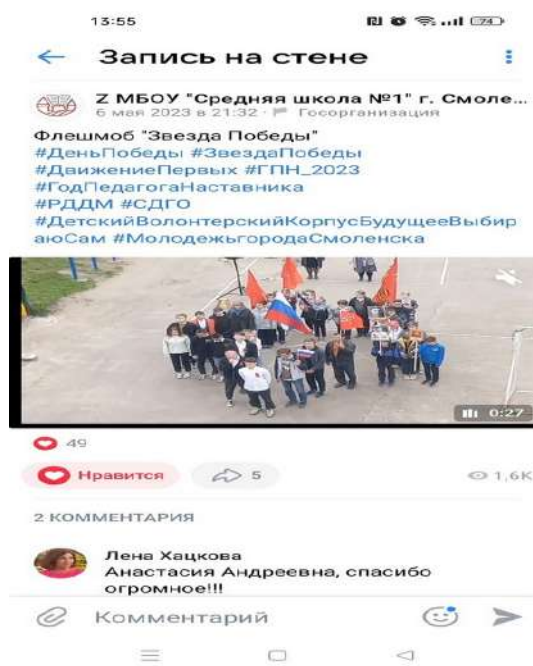 13:55
74
Запись на стене
Z МБОУ "Средняя школа №1" г. Смоле...
6 мая 2023 в 21:32 · Госорганизация
Флешмоб "Звезда Победы"
#ДеньПобеды #ЗвездаПобеды
#ДвижениеПервых #ГПН_2023
#ГодПедагогаНаставника
#РДДМ #СДГО
#ДетскийВолонтерскийКорпусБудущееВыбир
аюСам #МолодежьгородаСмоленска
0:27
49
Нравится
5
1,6K
2 КОММЕНТАРИЯ
Лена Хацкова
Анастасия Андреевна, спасибо
огромное!!!
Комментарий